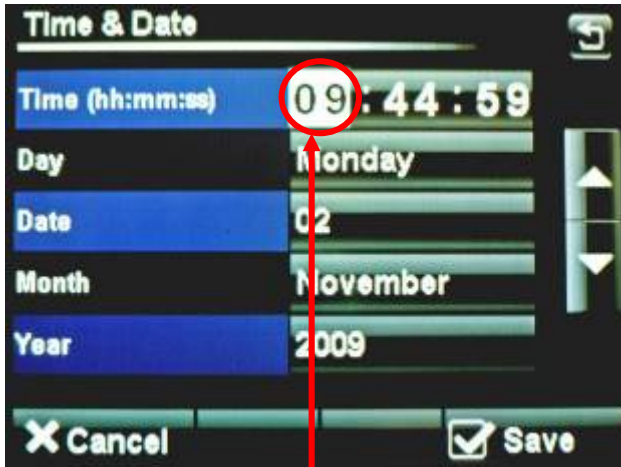 Time & Date
Time (hh:mm:ss) 09:44:59
Day Monday
Date 02
Month November
Year 2009
Cancel Save